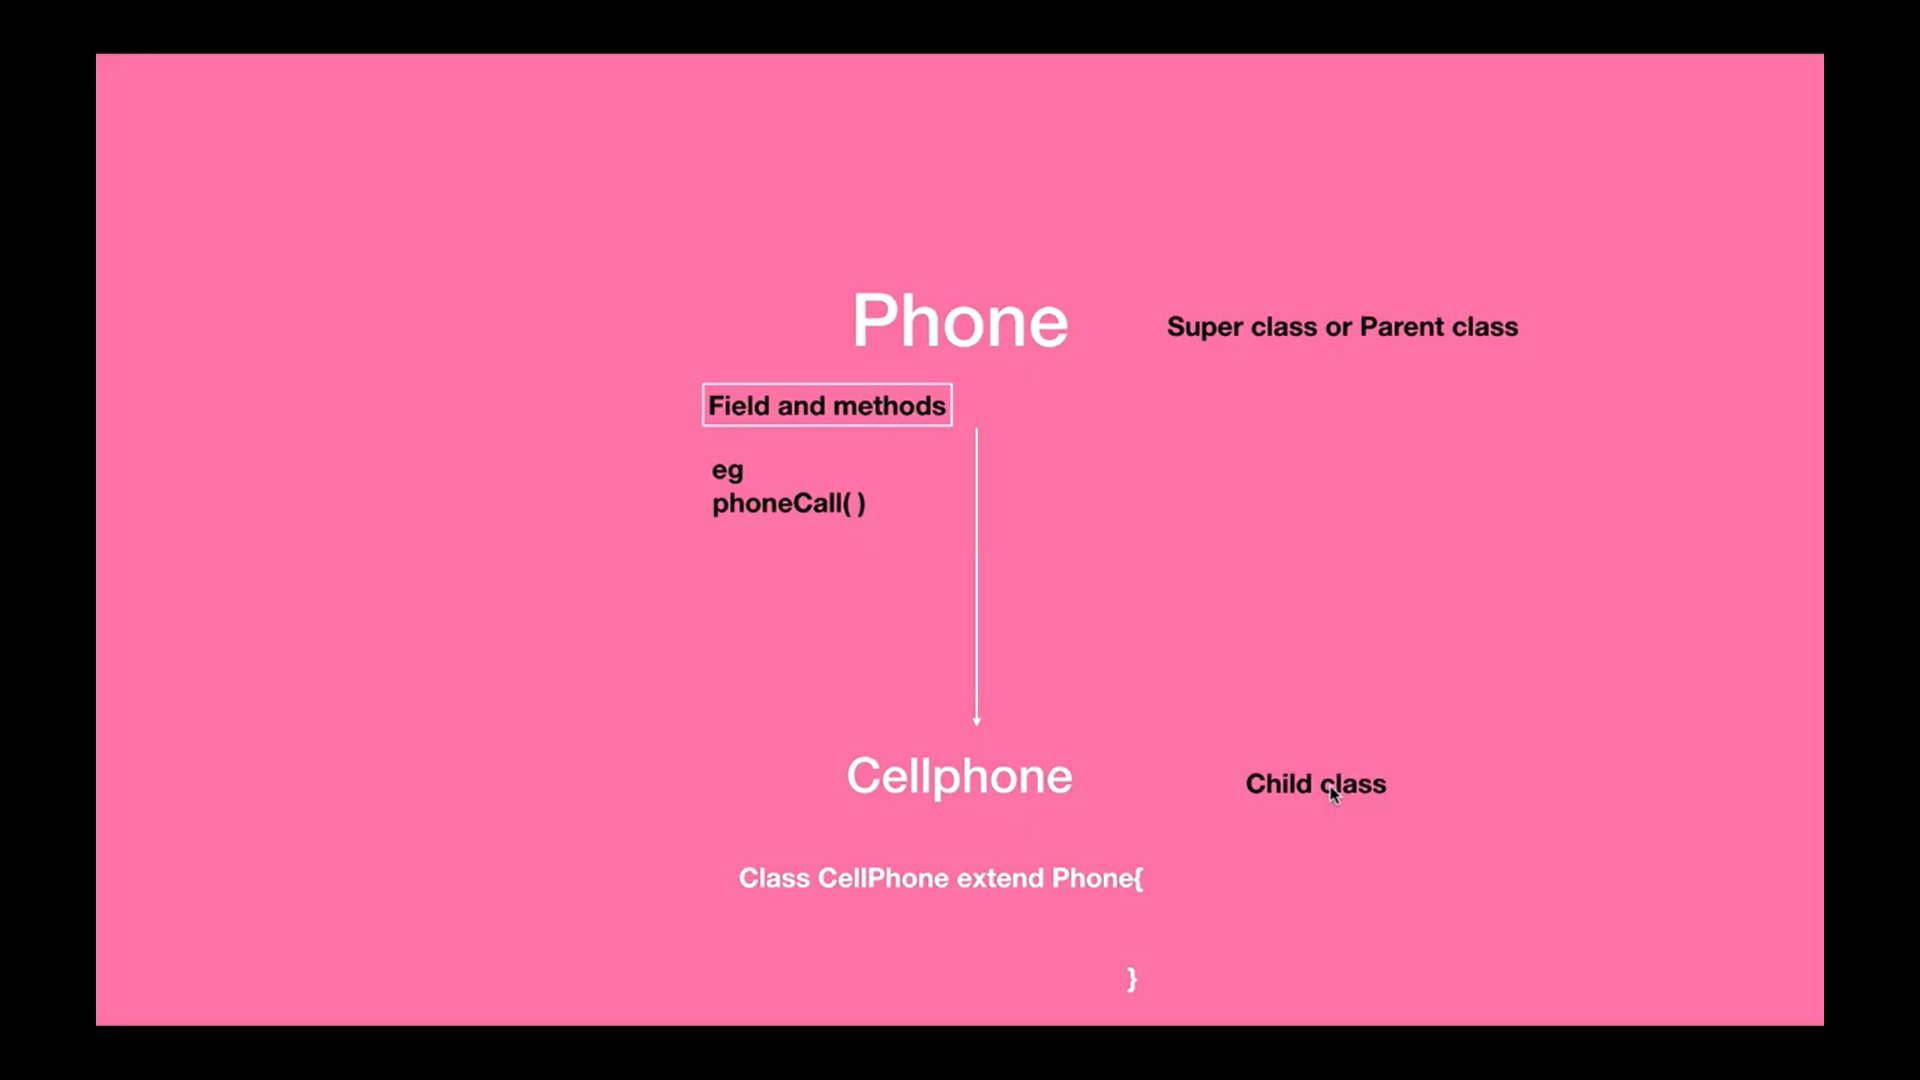 Phone
Super class or Parent class
Field and methods
eg
phoneCall( )
Cellphone
Child class
Class CellPhone extend Phone{
}